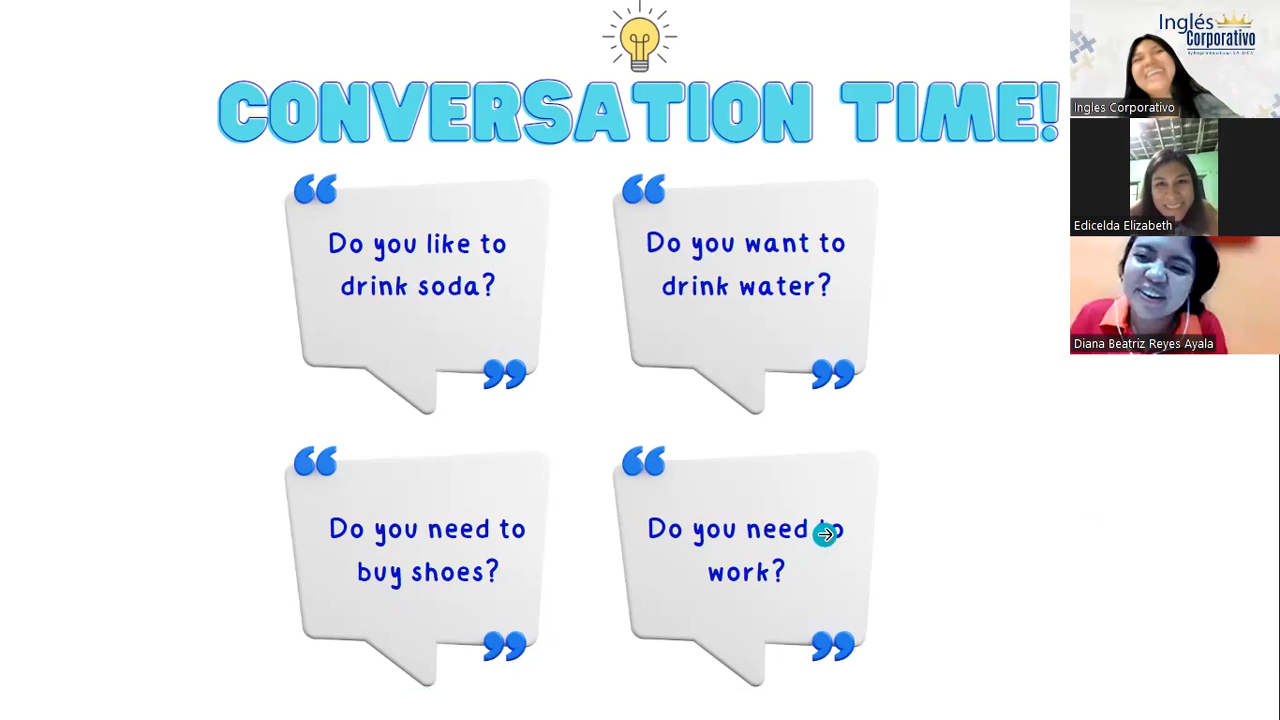 CONVERSATION TIME!
Do you like to
drink soda?
Do you want to
drink water?
Do you need to
buy shoes?
Do you need to
work?
Inglés
Corporativo
Ingles Corporativo
Edicelda Elizabeth
Diana Beatriz Reyes Ayala